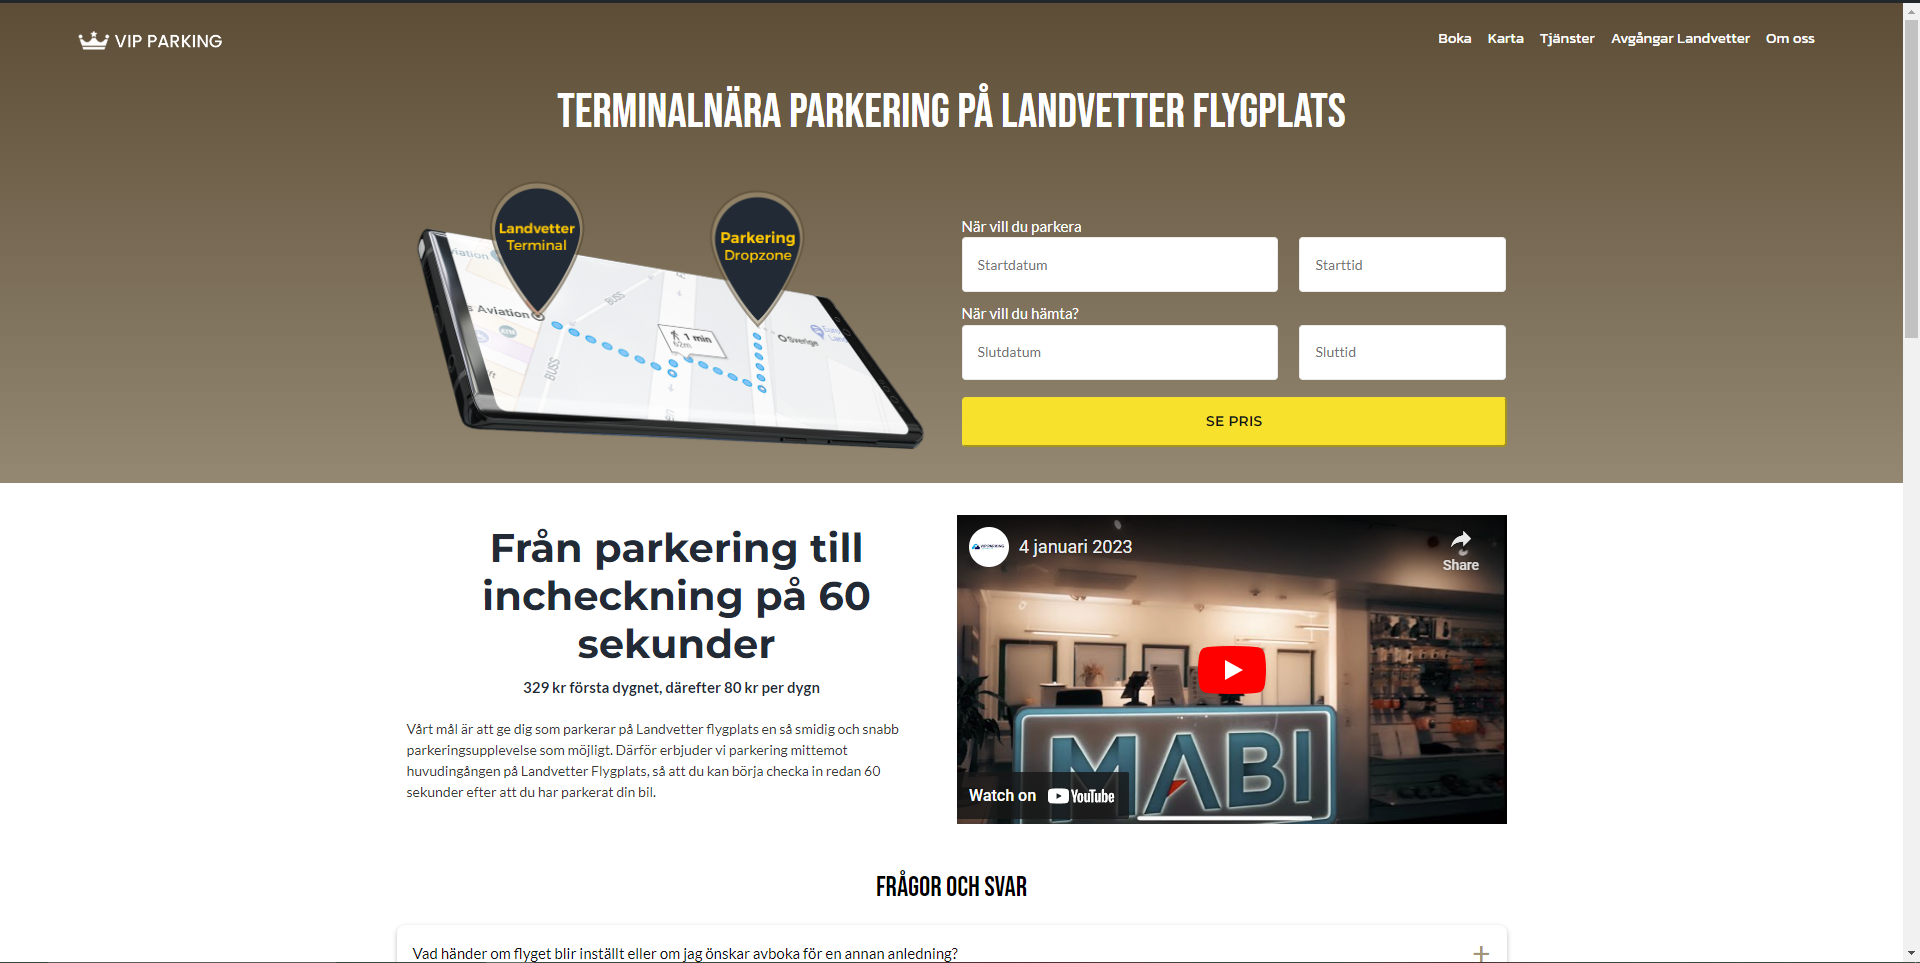 VIP PARKING
Boka Karta Tjänster Avgångar Landvetter Om oss
TERMINALNÄRA PARKERING PÅ LANDVETTER FLYGPLATS
Landvetter
Terminal
Parkering
Dropzone
s Aviation
ATM
BUSS
BUSS
1 min
62m
Sverige
När vill du parkera
Startdatum
Starttid
När vill du hämta?
Slutdatum
Sluttid
SE PRIS
Från parkering till
incheckning på 60
sekunder
329 kr första dygnet, därefter 80 kr per dygn
Vårt mål är att ge dig som parkerar på Landvetter flygplats en så smidig och snabb
parkeringsupplevelse som möjligt. Därför erbjuder vi parkering mittemot
huvudingången på Landvetter Flygplats, så att du kan börja checka in redan 60
sekunder efter att du har parkerat din bil.
4 januari 2023
Share
MABI
Watch on YouTube
FRÅGOR OCH SVAR
Vad händer om flyget blir inställt eller om jag önskar avboka för en annan anledning?